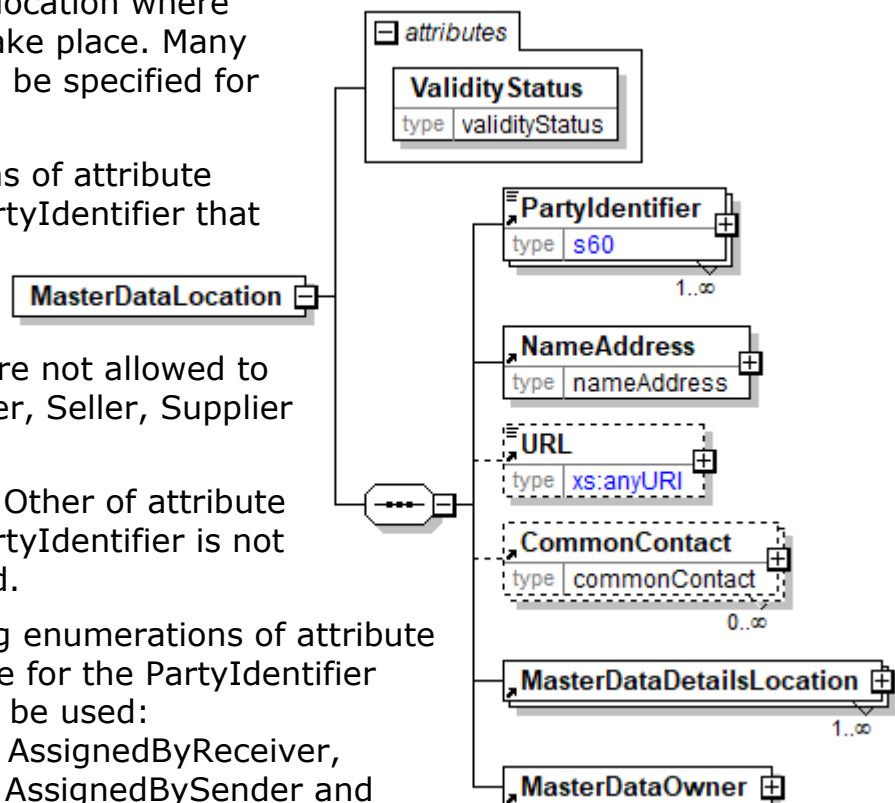 location where
ake place. Many
be specified for
ns of attribute
rtyIdentifier that
re not allowed to
er, Seller, Supplier
Other of attribute
rtyIdentifier is not
d.
g enumerations of attribute
e for the PartyIdentifier
be used:
AssignedByReceiver,
AssignedBySender and
attributes
ValidityStatus
type validityStatus
MasterDataLocation
PartyIdentifier
type s60
1..∞
NameAddress
type nameAddress
URL
type xs:anyURI
CommonContact
type commonContact
0..∞
MasterDataDetailsLocation
1..∞
MasterDataOwner